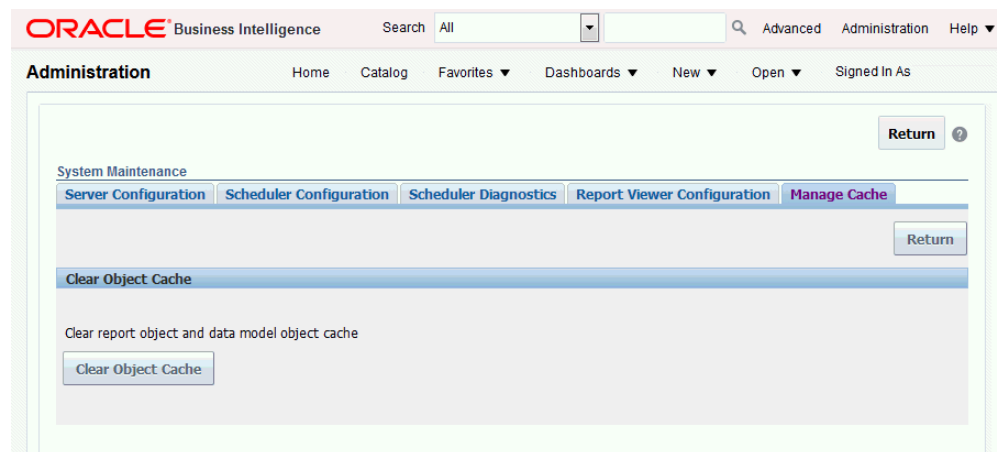 ORACLE Business Intelligence Search All Advanced Administration Help ▼
Administration Home Catalog Favorites ▼ Dashboards ▼ New ▼ Open ▼ Signed In As
Return ?
System Maintenance
Server Configuration Scheduler Configuration Scheduler Diagnostics Report Viewer Configuration Manage Cache
Return
Clear Object Cache
Clear report object and data model object cache
Clear Object Cache